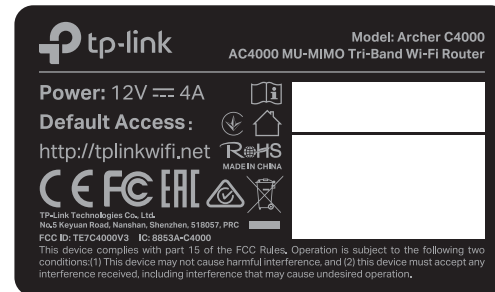 tp-link
Model: Archer C4000
AC4000 MU-MIMO Tri-Band Wi-Fi Router
Power: 12V ⎓ 4A
Default Access:
http://tplinkwifi.net
RoHS
MADE IN CHINA
CE FC EAC
TP-Link Technologies Co., Ltd.
No.5 Keyuan Road, Nanshan, Shenzhen, 518057, PRC
FCC ID: TE7C4000V3 IC: 8853A-C4000
This device complies with part 15 of the FCC Rules. Operation is subject to the following two
conditions:(1) This device may not cause harmful interference, and (2) this device must accept any
interference received, including interference that may cause undesired operation.